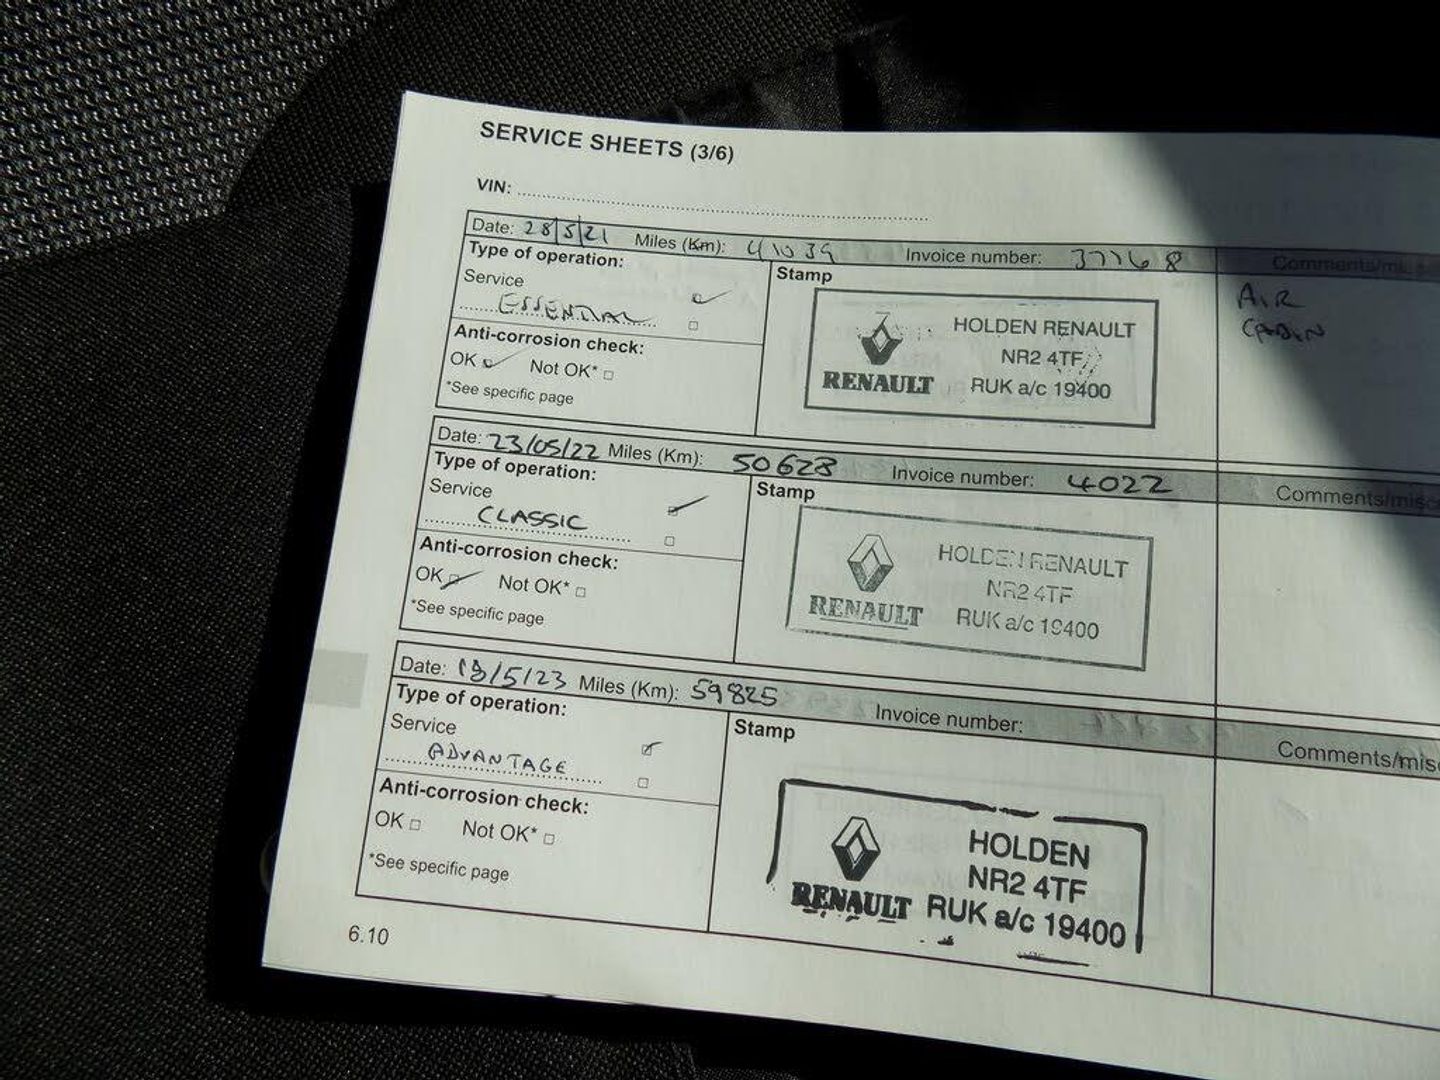 SERVICE SHEETS (3/6)
VIN:
Date: 28/5/21 Miles (Km): 41039 Invoice number: 37768 Comments/misc
Type of operation:
Service
ESSENTIAL
Anti-corrosion check:
OK Not OK*
*See specific page
Stamp
HOLDEN RENAULT
NR2 4TF
RENAULT RUK a/c 19400
AIR
CABIN
Date: 23/05/22 Miles (Km): 50628 Invoice number: 4022 Comments/misc
Type of operation:
Service
CLASSIC
Anti-corrosion check:
OK Not OK*
*See specific page
Stamp
HOLDEN RENAULT
NR2 4TF
RENAULT RUK a/c 19400
Date: 18/5/23 Miles (Km): 59825 Invoice number: Comments/misc
Type of operation:
Service
ADVANTAGE
Anti-corrosion check:
OK Not OK*
*See specific page
Stamp
HOLDEN
NR2 4TF
RENAULT RUK a/c 19400
6.10